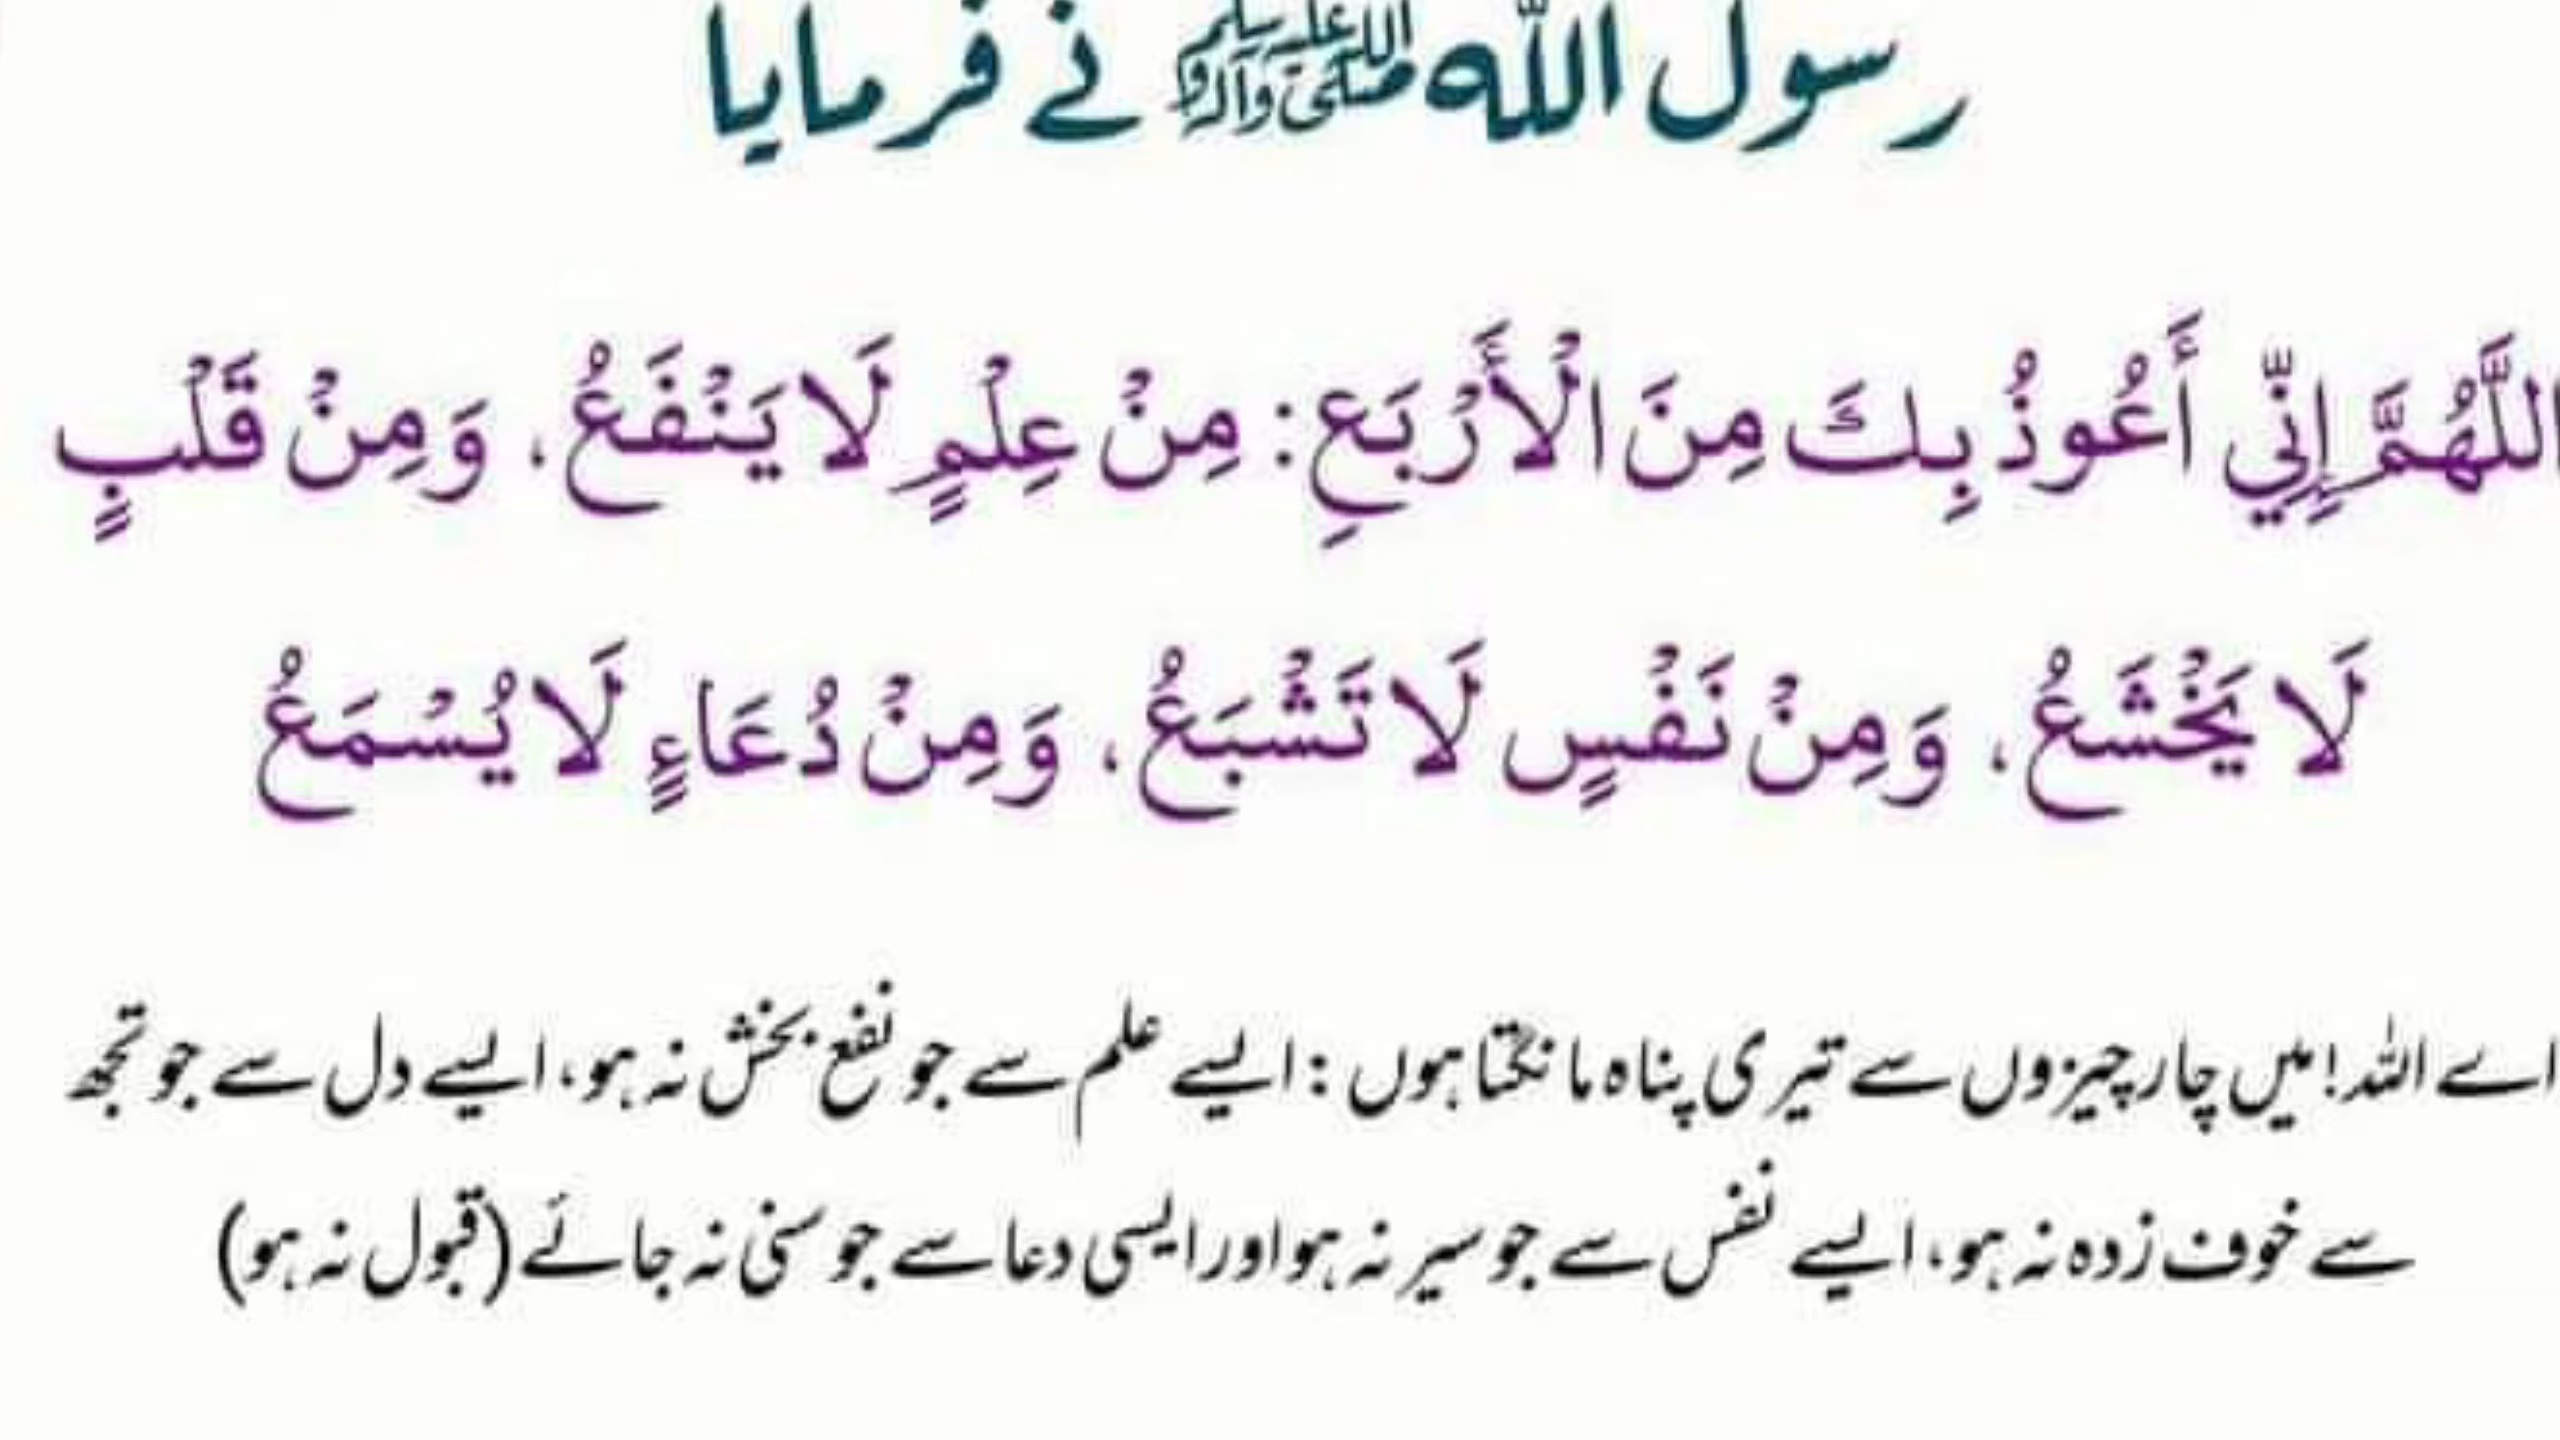 رسول اللہ ﷺ نے فرمایا
اللَّهُمَّ إِنِّي أَعُوذُ بِكَ مِنَ الْأَرْبَعِ: مِنْ عِلْمٍ لَا يَنْفَعُ، وَمِنْ قَلْبٍ
لَا يَخْشَعُ، وَمِنْ نَفْسٍ لَا تَشْبَعُ، وَمِنْ دُعَاءٍ لَا يُسْمَعُ
اے اللہ! میں چار چیزوں سے تیری پناہ مانگتا ہوں: ایسے علم سے جو نفع بخش نہ ہو، ایسے دل سے جو تجھ
سے خوف زدہ نہ ہو، ایسے نفس سے جو سیر نہ ہو اور ایسی دعا سے جو سنی نہ جائے (قبول نہ ہو)